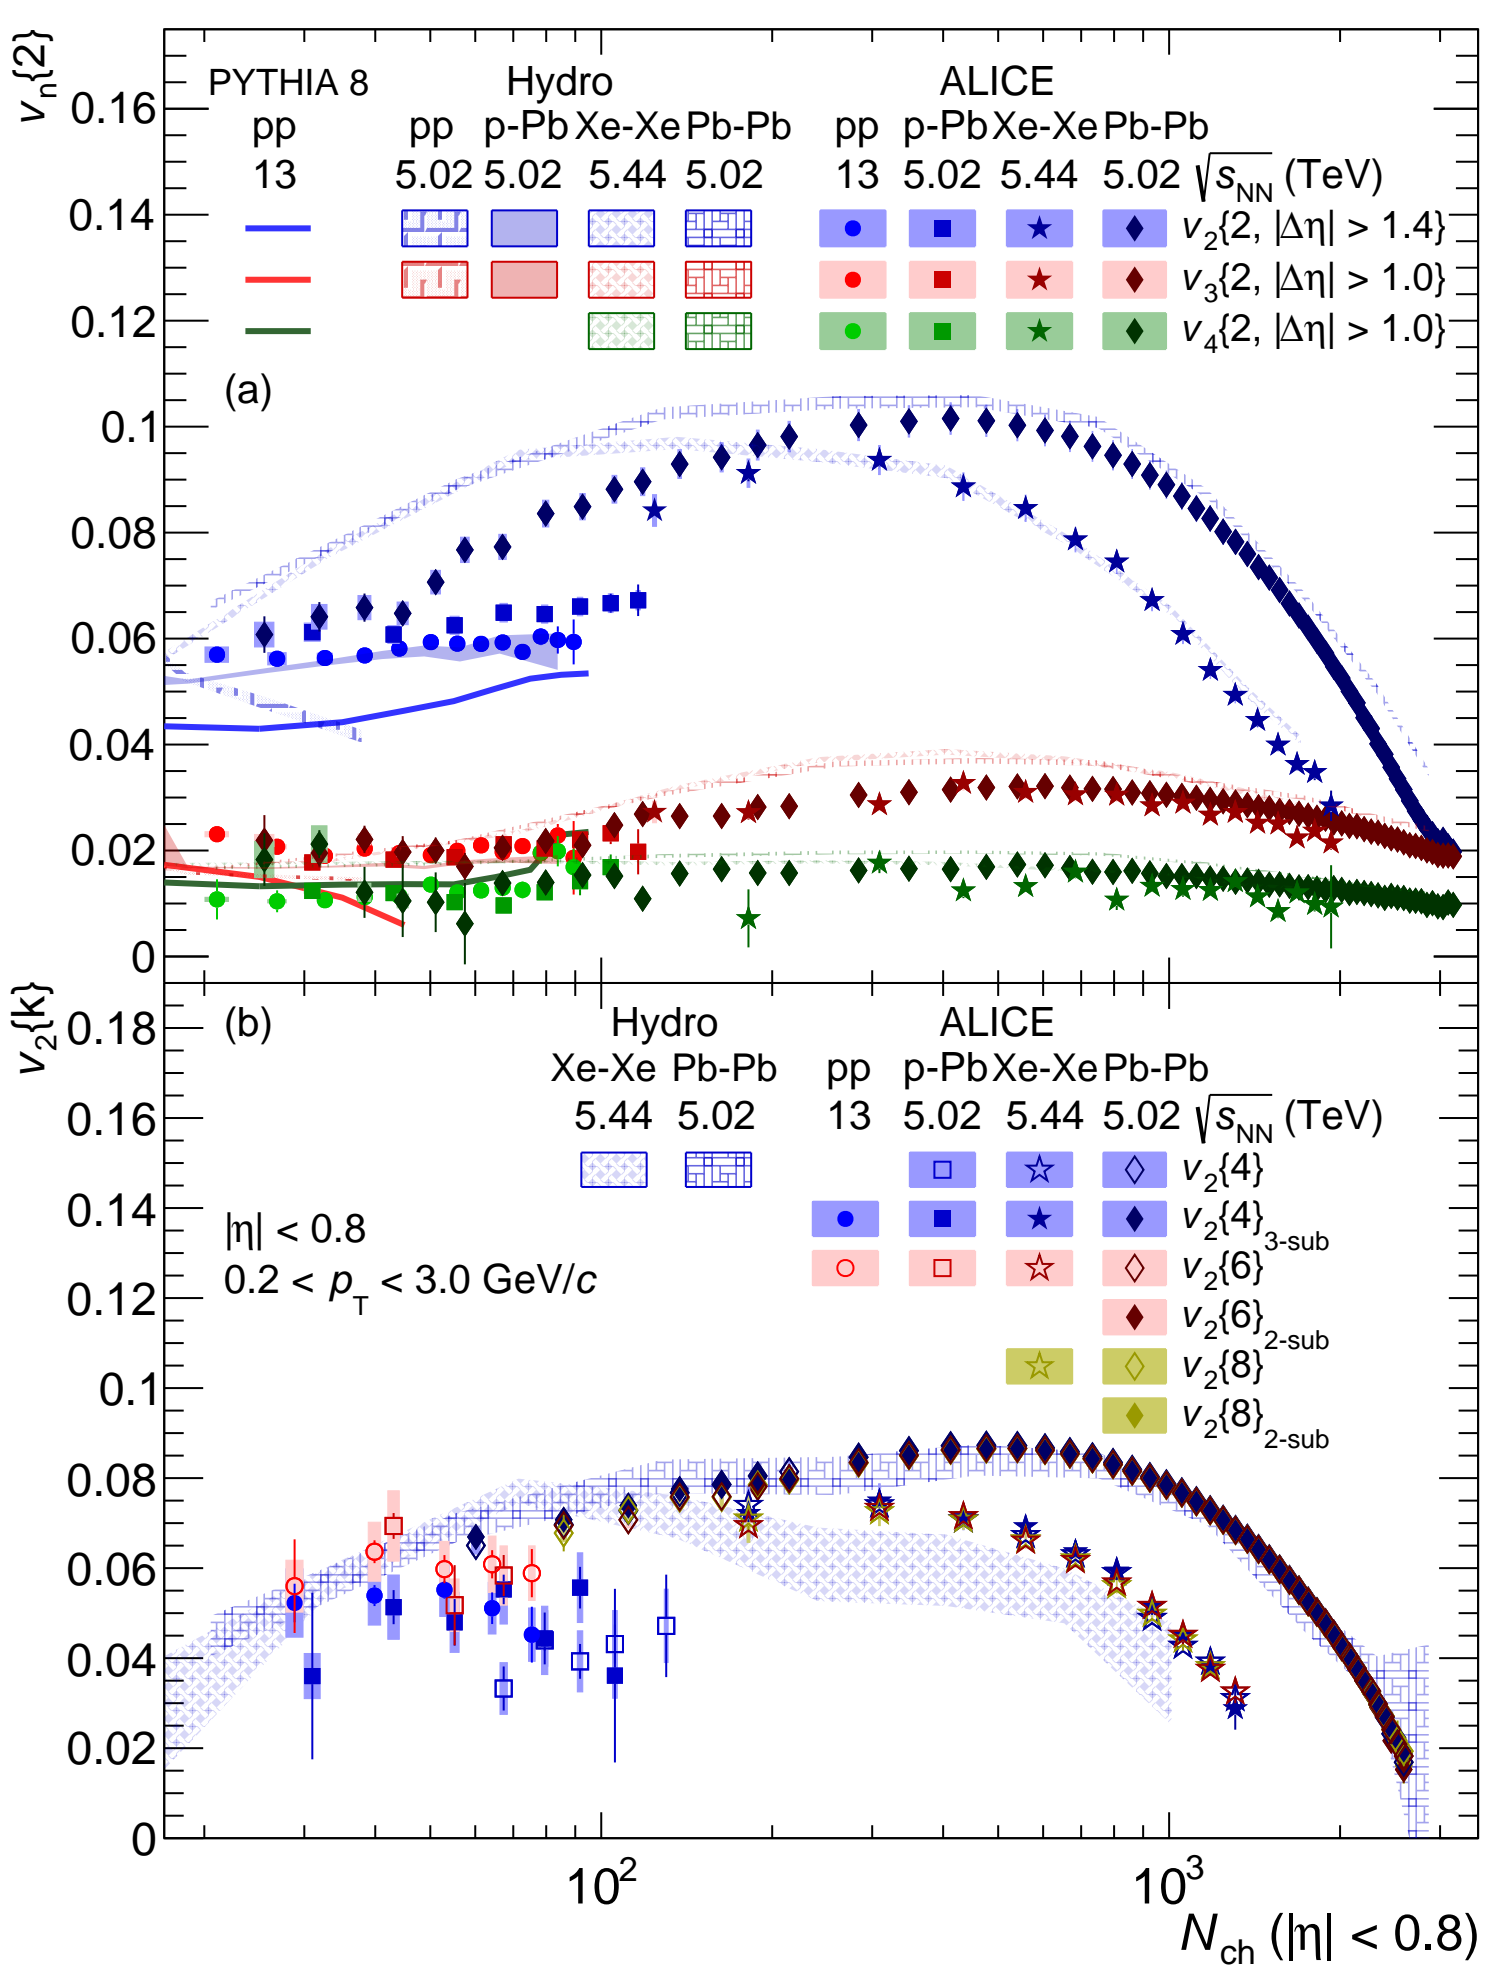 v_n{2}
PYTHIA 8 Hydro ALICE
pp pp p-Pb Xe-Xe Pb-Pb pp p-Pb Xe-Xe Pb-Pb
13 5.02 5.02 5.44 5.02 13 5.02 5.44 5.02 √s_NN (TeV)
v_2{2, |Δη| > 1.4}
v_3{2, |Δη| > 1.0}
v_4{2, |Δη| > 1.0}
(a)
0.16
0.14
0.12
0.1
0.08
0.06
0.04
0.02
0
v_2{k}
(b) Hydro ALICE
Xe-Xe Pb-Pb pp p-Pb Xe-Xe Pb-Pb
5.44 5.02 13 5.02 5.44 5.02 √s_NN (TeV)
v_2{4}
v_2{4}_3-sub
v_2{6}
v_2{6}_2-sub
v_2{8}
v_2{8}_2-sub
|η| < 0.8
0.2 < p_T < 3.0 GeV/c
0.18
0.16
0.14
0.12
0.1
0.08
0.06
0.04
0.02
0
10² 10³
N_ch (|η| < 0.8)